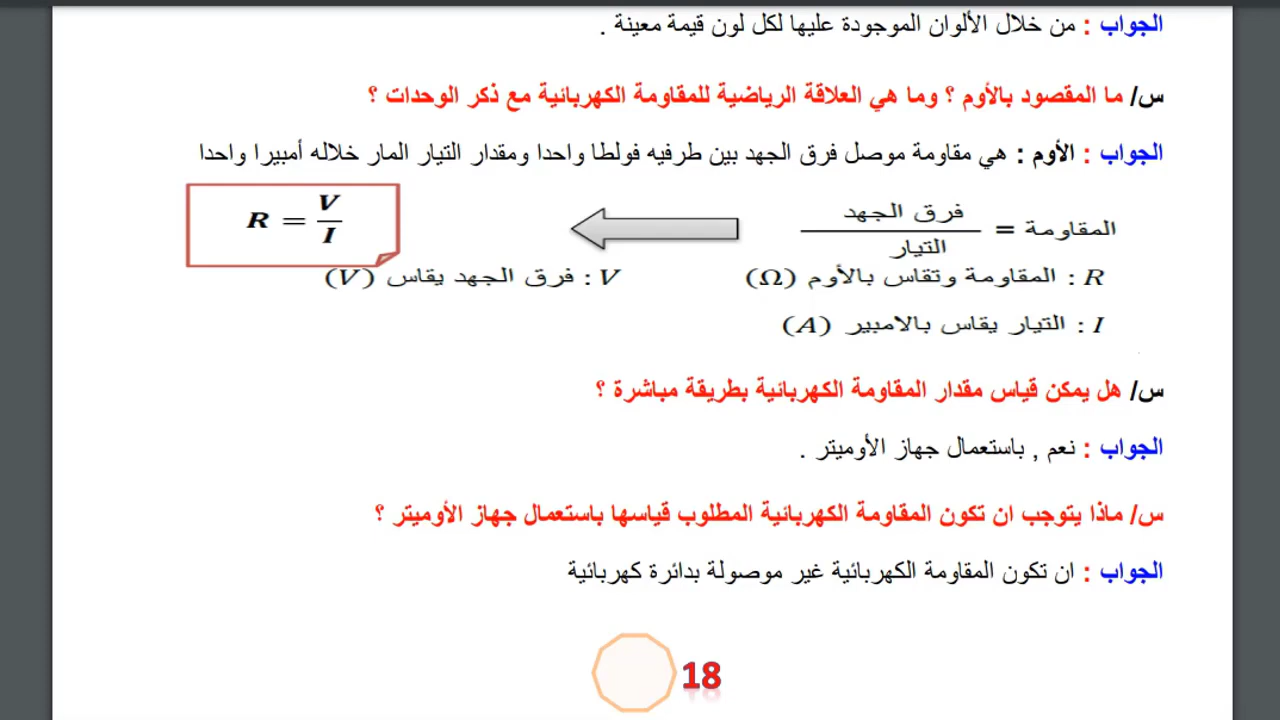 الجواب : من خلال الألوان الموجودة عليها لكل لون قيمة معينة .
س/ ما المقصود بالأوم ؟ وما هي العلاقة الرياضية للمقاومة الكهربائية مع ذكر الوحدات ؟
الجواب : الأوم : هي مقاومة موصل فرق الجهد بين طرفيه فولطا واحدا ومقدار التيار المار خلاله أمبيرا واحدا
المقاومة = فرق الجهد / التيار
R = V / I
R : المقاومة وتقاس بالأوم (Ω)
V : فرق الجهد يقاس (V)
I : التيار يقاس بالامبير (A)
س/ هل يمكن قياس مقدار المقاومة الكهربائية بطريقة مباشرة ؟
الجواب : نعم , باستعمال جهاز الأوميتر .
س/ ماذا يتوجب ان تكون المقاومة الكهربائية المطلوب قياسها باستعمال جهاز الأوميتر ؟
الجواب : ان تكون المقاومة الكهربائية غير موصولة بدائرة كهربائية
18